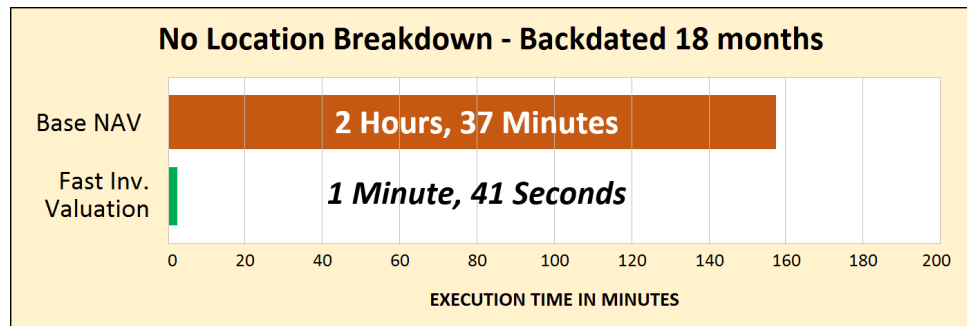 No Location Breakdown - Backdated 18 months
Base NAV
2 Hours, 37 Minutes
Fast Inv.
Valuation
1 Minute, 41 Seconds
0 20 40 60 80 100 120 140 160 180 200
EXECUTION TIME IN MINUTES